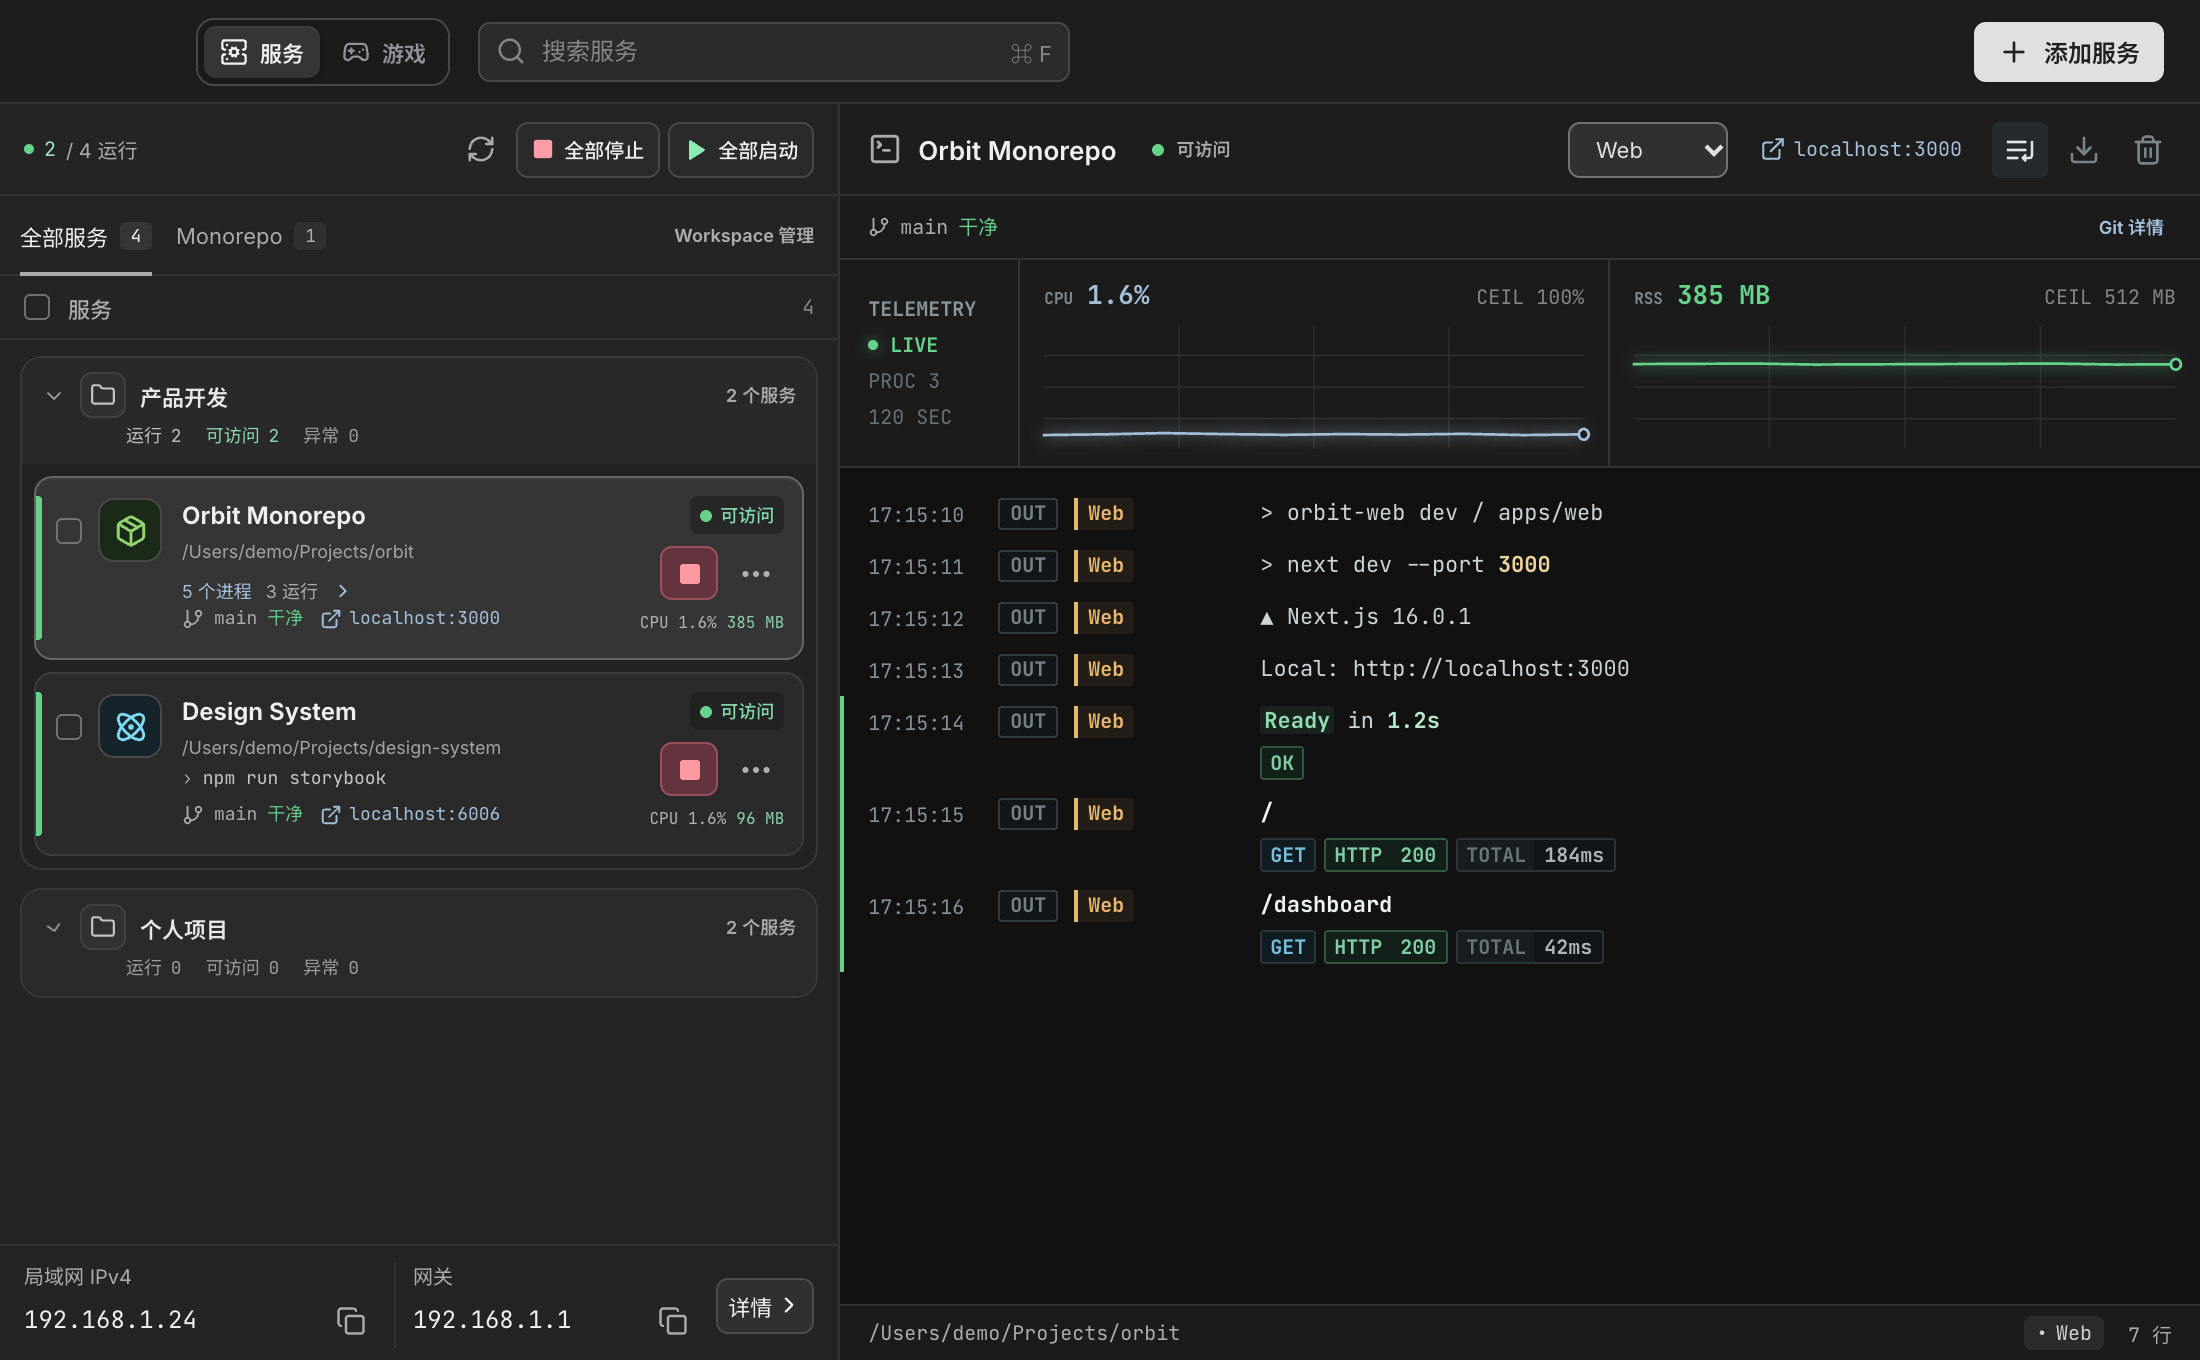 服务 游戏 搜索服务 ⌘ F + 添加服务
2 / 4 运行 全部停止 全部启动
全部服务 4 Monorepo 1 Workspace 管理
服务 4
产品开发 2 个服务
运行 2 可访问 2 异常 0
Orbit Monorepo 可访问
/Users/demo/Projects/orbit
5 个进程 3 运行 >
main 干净 localhost:3000 CPU 1.6% 385 MB
Design System 可访问
/Users/demo/Projects/design-system
› npm run storybook
main 干净 localhost:6006 CPU 1.6% 96 MB
个人项目 2 个服务
运行 0 可访问 0 异常 0
局域网 IPv4 网关
192.168.1.24 192.168.1.1 详情 >
Orbit Monorepo 可访问 Web localhost:3000
main 干净 Git 详情
TELEMETRY
LIVE
PROC 3
120 SEC
CPU 1.6% CEIL 100%
RSS 385 MB CEIL 512 MB
17:15:10 OUT Web > orbit-web dev / apps/web
17:15:11 OUT Web > next dev --port 3000
17:15:12 OUT Web ▲ Next.js 16.0.1
17:15:13 OUT Web Local: http://localhost:3000
17:15:14 OUT Web Ready in 1.2s
OK
17:15:15 OUT Web /
GET HTTP 200 TOTAL 184ms
17:15:16 OUT Web /dashboard
GET HTTP 200 TOTAL 42ms
/Users/demo/Projects/orbit • Web 7 行